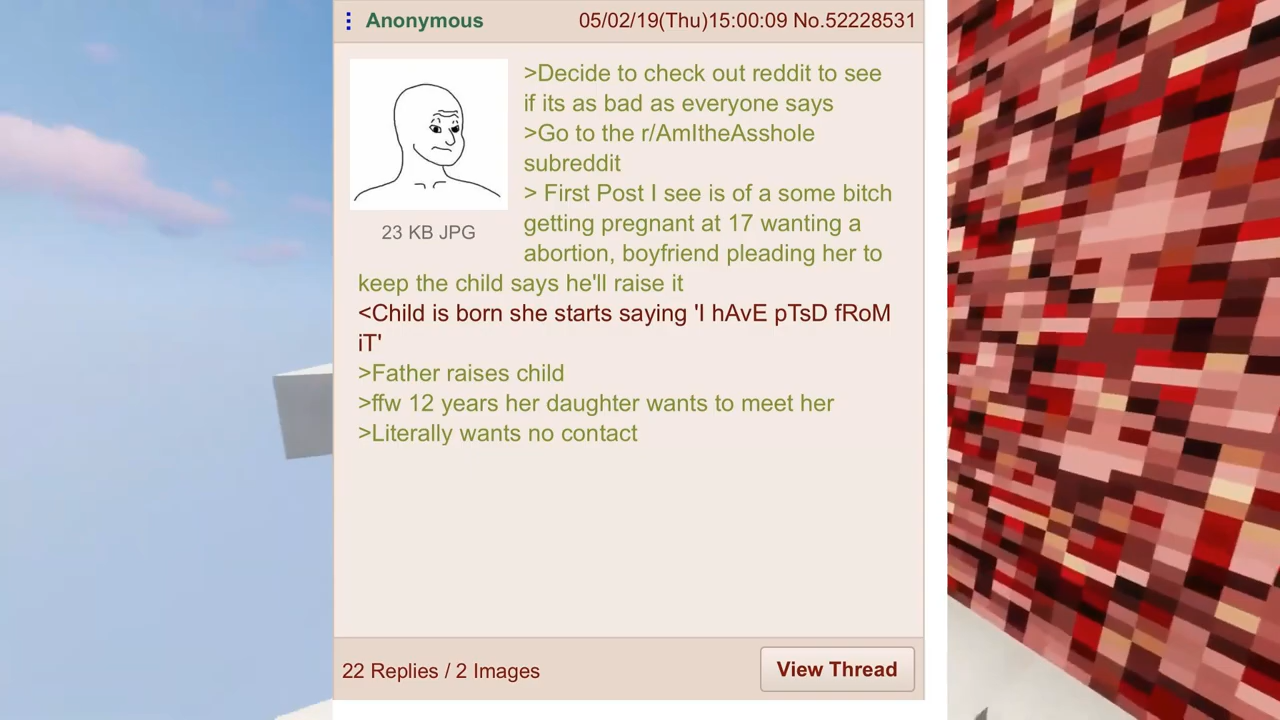 Anonymous 05/02/19(Thu)15:00:09 No.52228531
>Decide to check out reddit to see
if its as bad as everyone says
>Go to the r/AmItheAsshole
subreddit
> First Post I see is of a some bitch
getting pregnant at 17 wanting a
23 KB JPG
abortion, boyfriend pleading her to
keep the child says he'll raise it
<Child is born she starts saying 'I hAvE pTsD fRoM
iT'
>Father raises child
>ffw 12 years her daughter wants to meet her
>Literally wants no contact
22 Replies / 2 Images
View Thread